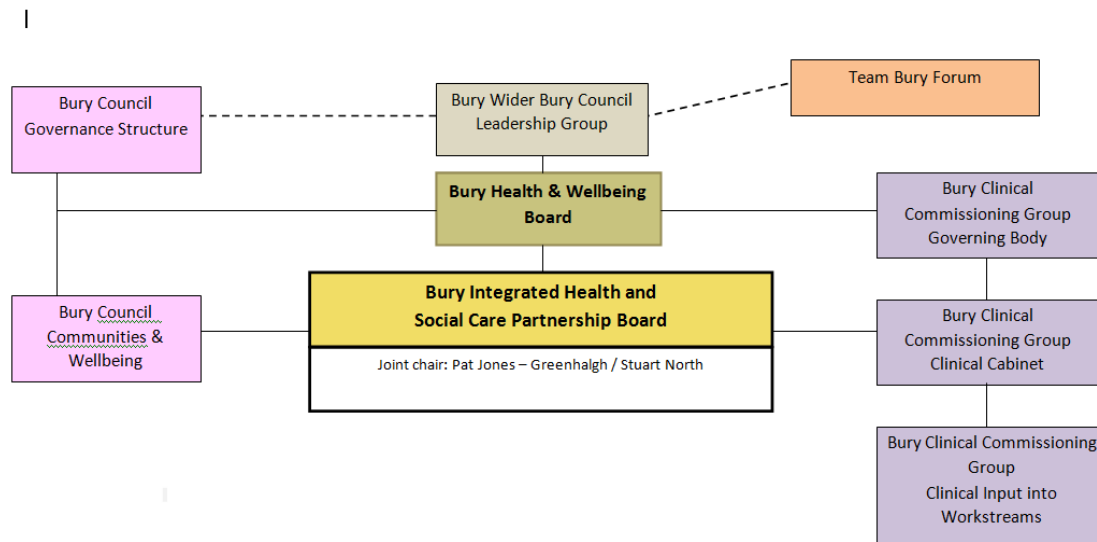 Team Bury Forum
Bury Council
Governance Structure
Bury Wider Bury Council
Leadership Group
Bury Health & Wellbeing
Board
Bury Clinical
Commissioning Group
Governing Body
Bury Integrated Health and
Social Care Partnership Board
Joint chair: Pat Jones – Greenhalgh / Stuart North
Bury Council
Communities &
Wellbeing
Bury Clinical
Commissioning Group
Clinical Cabinet
Bury Clinical Commissioning
Group
Clinical Input into
Workstreams